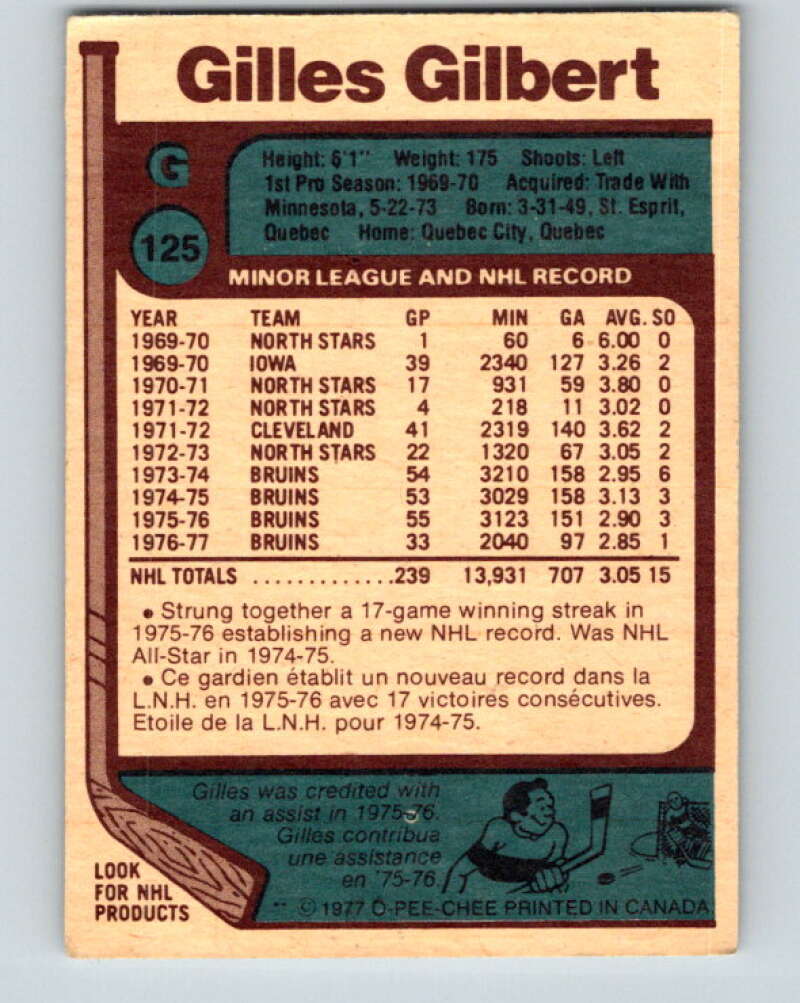 Gilles Gilbert
G
125
Height: 6'1" Weight: 175 Shoots: Left
1st Pro Season: 1969-70 Acquired: Trade With
Minnesota, 5-22-73 Born: 3-31-49, St. Esprit,
Quebec Home: Quebec City, Quebec
MINOR LEAGUE AND NHL RECORD
YEAR TEAM GP MIN GA AVG. SO
1969-70 NORTH STARS 1 60 6 6.00 0
1969-70 IOWA 39 2340 127 3.26 2
1970-71 NORTH STARS 17 931 59 3.80 0
1971-72 NORTH STARS 4 218 11 3.02 0
1971-72 CLEVELAND 41 2319 140 3.62 2
1972-73 NORTH STARS 22 1320 67 3.05 2
1973-74 BRUINS 54 3210 158 2.95 6
1974-75 BRUINS 53 3029 158 3.13 3
1975-76 BRUINS 55 3123 151 2.90 3
1976-77 BRUINS 33 2040 97 2.85 1
NHL TOTALS .............239 13,931 707 3.05 15
• Strung together a 17-game winning streak in
1975-76 establishing a new NHL record. Was NHL
All-Star in 1974-75.
• Ce gardien établit un nouveau record dans la
L.N.H. en 1975-76 avec 17 victoires consécutives.
Etoile de la L.N.H. pour 1974-75.
Gilles was credited with
an assist in 1975-76.
Gilles contribua
une assistance
en '75-76.
LOOK
FOR NHL
PRODUCTS
© 1977 O-PEE-CHEE PRINTED IN CANADA